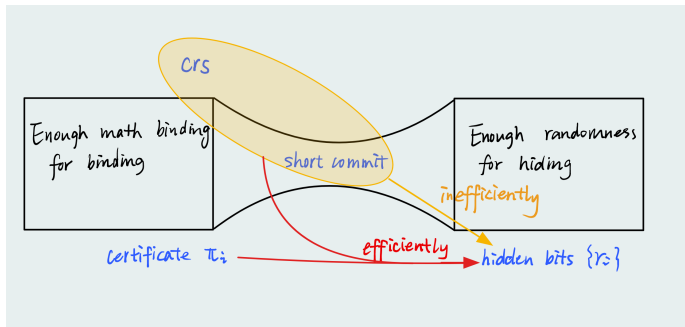 crs
Enough math binding
for binding
short commit
Enough randomness
for hiding
inefficiently
efficiently
certificate πᵢ
hidden bits {rᵢ}